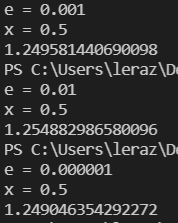 e = 0.001
x = 0.5
1.249581440690098
PS C:\Users\leraz\De
e = 0.01
x = 0.5
1.254882986580096
PS C:\Users\leraz\De
e = 0.000001
x = 0.5
1.249046354292272